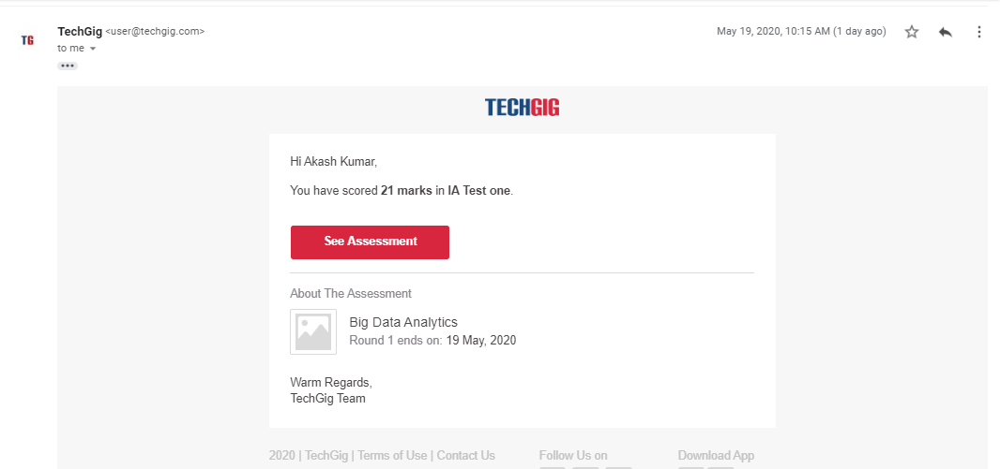 TG
TechGig <user@techgig.com>
May 19, 2020, 10:15 AM (1 day ago)
to me
TECHGIG
Hi Akash Kumar,
You have scored 21 marks in IA Test one.
See Assessment
About The Assessment
Big Data Analytics
Round 1 ends on: 19 May, 2020
Warm Regards,
TechGig Team
2020 | TechGig | Terms of Use | Contact Us
Follow Us on
Download App